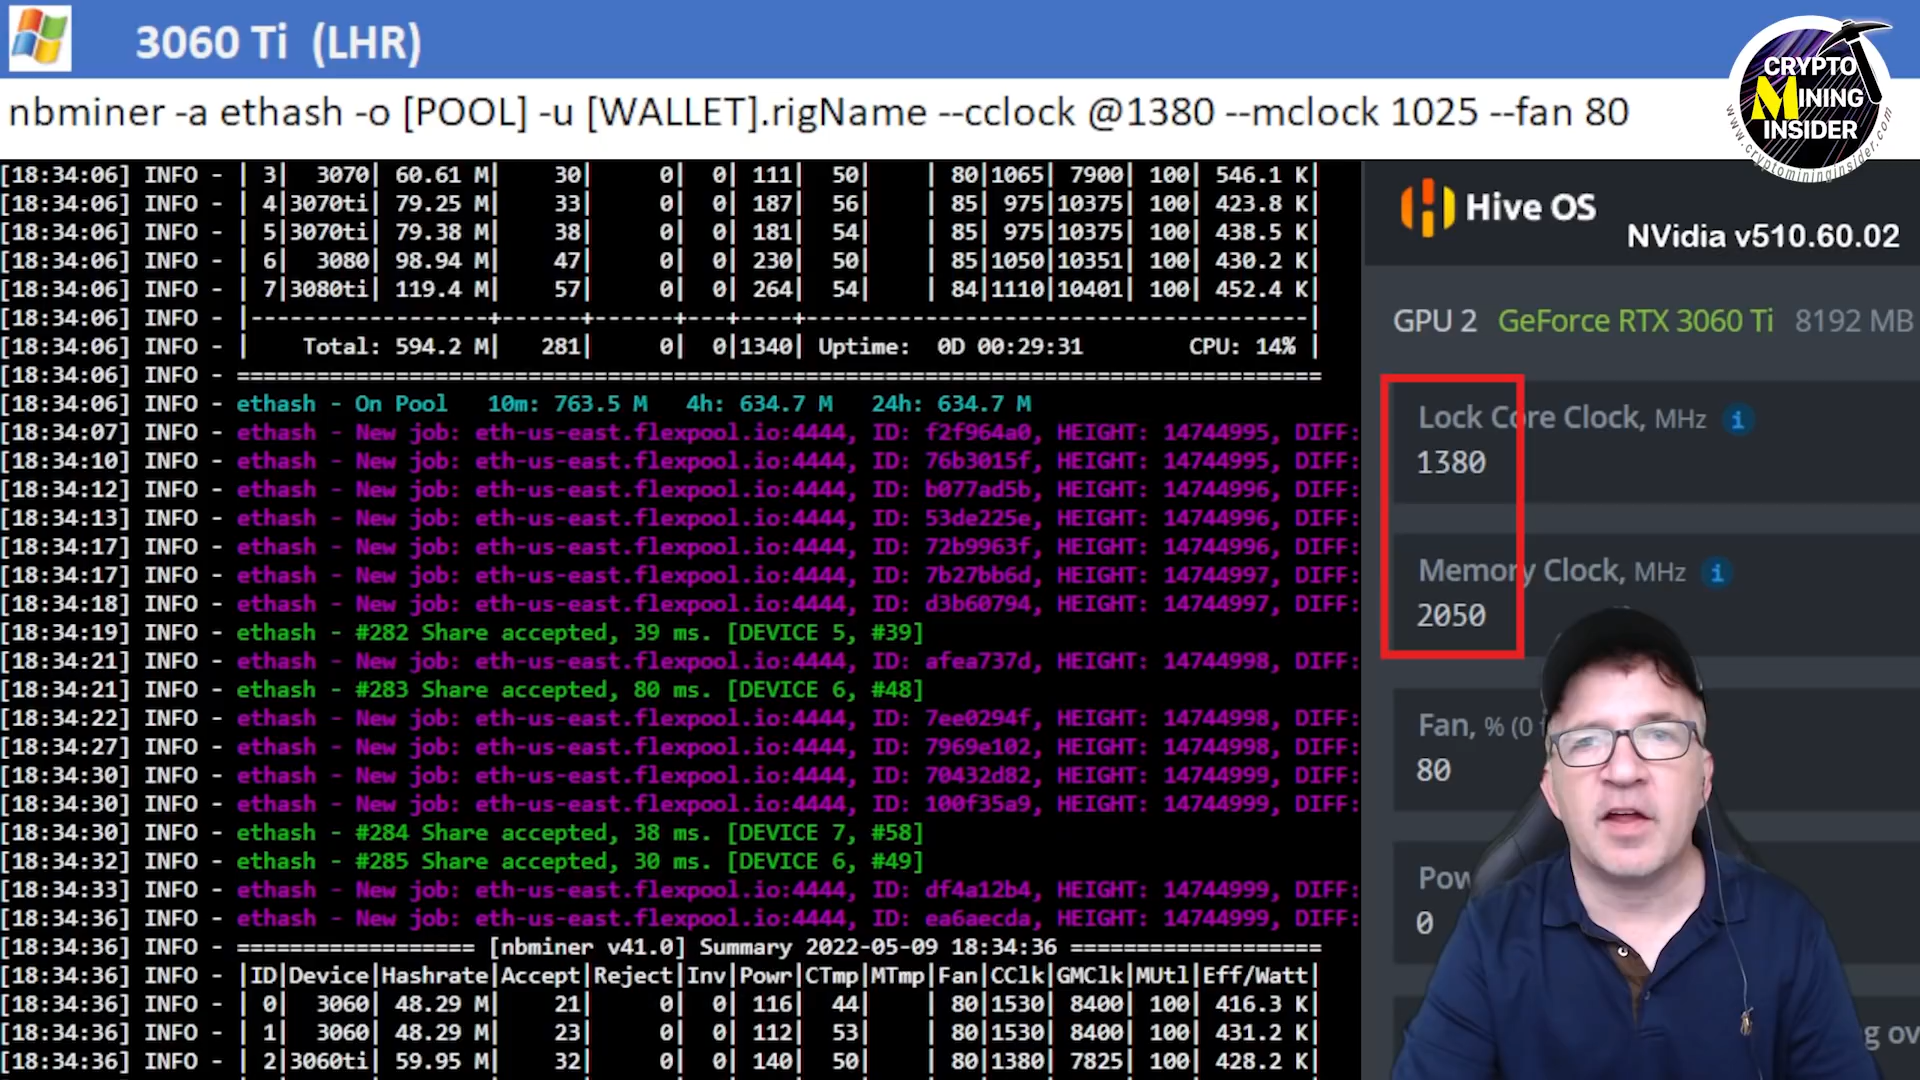 3060 Ti (LHR)
nbminer -a ethash -o [POOL] -u [WALLET].rigName --cclock @1380 --mclock 1025 --fan 80
CRYPTO
MINING
INSIDER
www.cryptomininginsider.com
[18:34:06] INFO - | 3| 3070| 60.61 M| 30| 0| 0| 111| 50| | 80|1065| 7900| 100| 546.1 K|
[18:34:06] INFO - | 4|3070ti| 79.25 M| 33| 0| 0| 187| 56| | 85| 975|10375| 100| 423.8 K|
[18:34:06] INFO - | 5|3070ti| 79.38 M| 38| 0| 0| 181| 54| | 85| 975|10375| 100| 438.5 K|
[18:34:06] INFO - | 6| 3080| 98.94 M| 47| 0| 0| 230| 50| | 85|1050|10351| 100| 430.2 K|
[18:34:06] INFO - | 7|3080ti| 119.4 M| 57| 0| 0| 264| 54| | 84|1110|10401| 100| 452.4 K|
[18:34:06] INFO - |------------------+------+------+---+----+---------------------------------------|
[18:34:06] INFO - | Total: 594.2 M| 281| 0| 0|1340| Uptime: 0D 00:29:31 CPU: 14% |
[18:34:06] INFO - ==================================================================================
[18:34:06] INFO - ethash - On Pool 10m: 763.5 M 4h: 634.7 M 24h: 634.7 M
[18:34:07] INFO - ethash - New job: eth-us-east.flexpool.io:4444, ID: f2f964a0, HEIGHT: 14744995, DIFF:
[18:34:10] INFO - ethash - New job: eth-us-east.flexpool.io:4444, ID: 76b3015f, HEIGHT: 14744995, DIFF:
[18:34:12] INFO - ethash - New job: eth-us-east.flexpool.io:4444, ID: b077ad5b, HEIGHT: 14744996, DIFF:
[18:34:13] INFO - ethash - New job: eth-us-east.flexpool.io:4444, ID: 53de225e, HEIGHT: 14744996, DIFF:
[18:34:17] INFO - ethash - New job: eth-us-east.flexpool.io:4444, ID: 72b9963f, HEIGHT: 14744996, DIFF:
[18:34:17] INFO - ethash - New job: eth-us-east.flexpool.io:4444, ID: 7b27bb6d, HEIGHT: 14744997, DIFF:
[18:34:18] INFO - ethash - New job: eth-us-east.flexpool.io:4444, ID: d3b60794, HEIGHT: 14744997, DIFF:
[18:34:19] INFO - ethash - #282 Share accepted, 39 ms. [DEVICE 5, #39]
[18:34:21] INFO - ethash - New job: eth-us-east.flexpool.io:4444, ID: afea737d, HEIGHT: 14744998, DIFF:
[18:34:21] INFO - ethash - #283 Share accepted, 80 ms. [DEVICE 6, #48]
[18:34:22] INFO - ethash - New job: eth-us-east.flexpool.io:4444, ID: 7ee0294f, HEIGHT: 14744998, DIFF:
[18:34:27] INFO - ethash - New job: eth-us-east.flexpool.io:4444, ID: 7969e102, HEIGHT: 14744998, DIFF:
[18:34:30] INFO - ethash - New job: eth-us-east.flexpool.io:4444, ID: 70432d82, HEIGHT: 14744999, DIFF:
[18:34:30] INFO - ethash - New job: eth-us-east.flexpool.io:4444, ID: 100f35a9, HEIGHT: 14744999, DIFF:
[18:34:30] INFO - ethash - #284 Share accepted, 38 ms. [DEVICE 7, #58]
[18:34:32] INFO - ethash - #285 Share accepted, 30 ms. [DEVICE 6, #49]
[18:34:33] INFO - ethash - New job: eth-us-east.flexpool.io:4444, ID: df4a12b4, HEIGHT: 14744999, DIFF:
[18:34:36] INFO - ethash - New job: eth-us-east.flexpool.io:4444, ID: ea6aecda, HEIGHT: 14744999, DIFF:
[18:34:36] INFO - ================== [nbminer v41.0] Summary 2022-05-09 18:34:36 ===================
[18:34:36] INFO - |ID|Device|Hashrate|Accept|Reject|Inv|Powr|CTmp|MTmp|Fan|CClk|GMClk|MUtl|Eff/Watt|
[18:34:36] INFO - | 0| 3060| 48.29 M| 21| 0| 0| 116| 44| | 80|1530| 8400| 100| 416.3 K|
[18:34:36] INFO - | 1| 3060| 48.29 M| 23| 0| 0| 112| 53| | 80|1530| 8400| 100| 431.2 K|
[18:34:36] INFO - | 2|3060ti| 59.95 M| 32| 0| 0| 140| 50| | 80|1380| 7825| 100| 428.2 K|
Hive OS
NVidia v510.60.02
GPU 2 GeForce RTX 3060 Ti 8192 MB
Lock Core Clock, MHz i
1380
Memory Clock, MHz i
2050
Fan, % (0
80
Pow
0
g ov